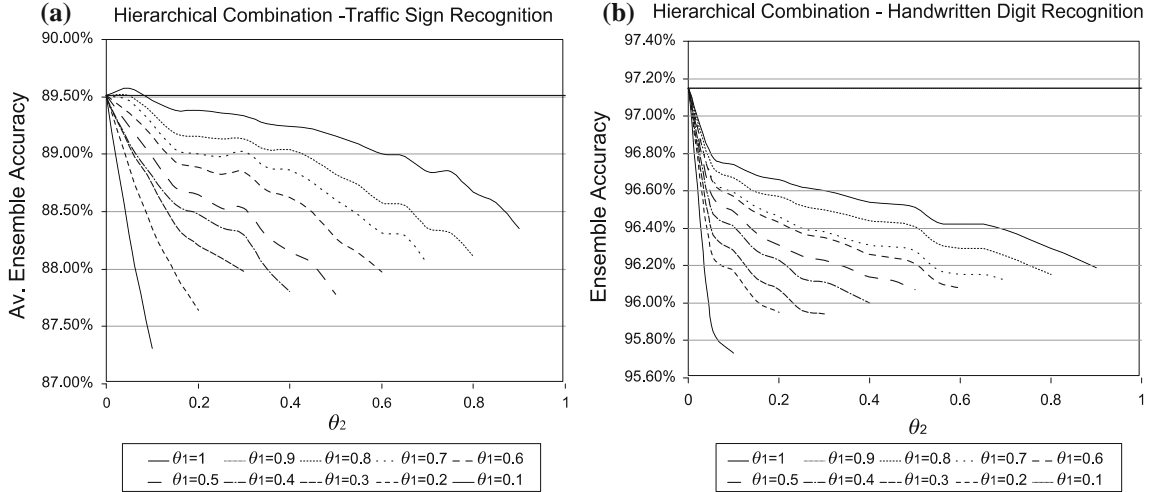 (a) Hierarchical Combination -Traffic Sign Recognition
90.00%
89.50%
89.00%
88.50%
88.00%
87.50%
87.00%
Av. Ensemble Accuracy
0 0.2 0.4 0.6 0.8 1
θ2
θ1=1 θ1=0.9 θ1=0.8 θ1=0.7 θ1=0.6
θ1=0.5 θ1=0.4 θ1=0.3 θ1=0.2 θ1=0.1
(b) Hierarchical Combination - Handwritten Digit Recognition
97.40%
97.20%
97.00%
96.80%
96.60%
96.40%
96.20%
96.00%
95.80%
95.60%
Ensemble Accuracy
0 0.2 0.4 0.6 0.8 1
θ2
θ1=1 θ1=0.9 θ1=0.8 θ1=0.7 θ1=0.6
θ1=0.5 θ1=0.4 θ1=0.3 θ1=0.2 θ1=0.1